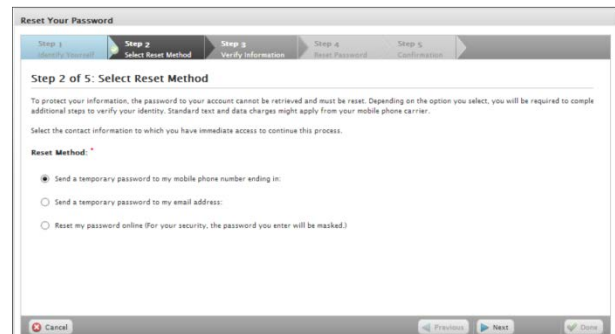 Reset Your Password
Step 1
Identify Yourself
Step 2
Select Reset Method
Step 3
Verify Information
Step 4
Reset Password
Step 5
Confirmation
Step 2 of 5: Select Reset Method
To protect your information, the password to your account cannot be retrieved and must be reset. Depending on the option you select, you will be required to comple
additional steps to verify your identity. Standard text and data charges might apply from your mobile phone carrier.
Select the contact information to which you have immediate access to continue this process.
Reset Method: *
Send a temporary password to my mobile phone number ending in:
Send a temporary password to my email address:
Reset my password online (For your security, the password you enter will be masked.)
Cancel
Previous
Next
Done